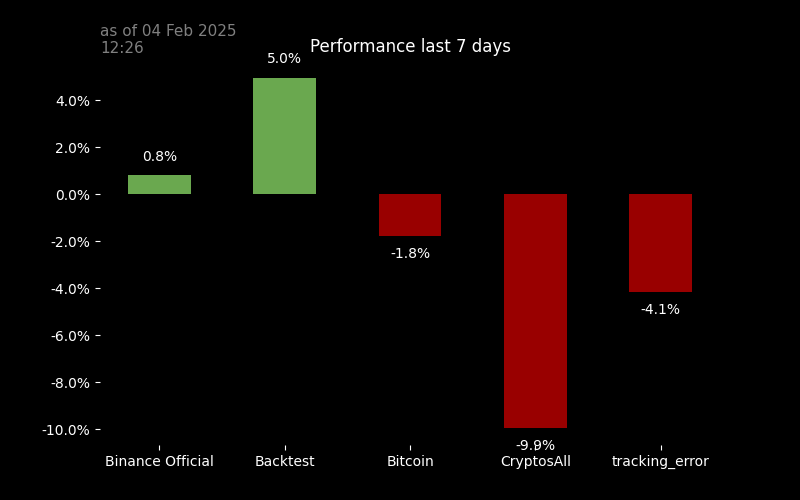 as of 04 Feb 2025
12:26
Performance last 7 days
5.0%
4.0%
2.0%
0.8%
0.0%
-2.0%
-1.8%
-4.0%
-4.1%
-6.0%
-8.0%
-10.0%
-9.9%
Binance Official
Backtest
Bitcoin
CryptosAll
tracking_error